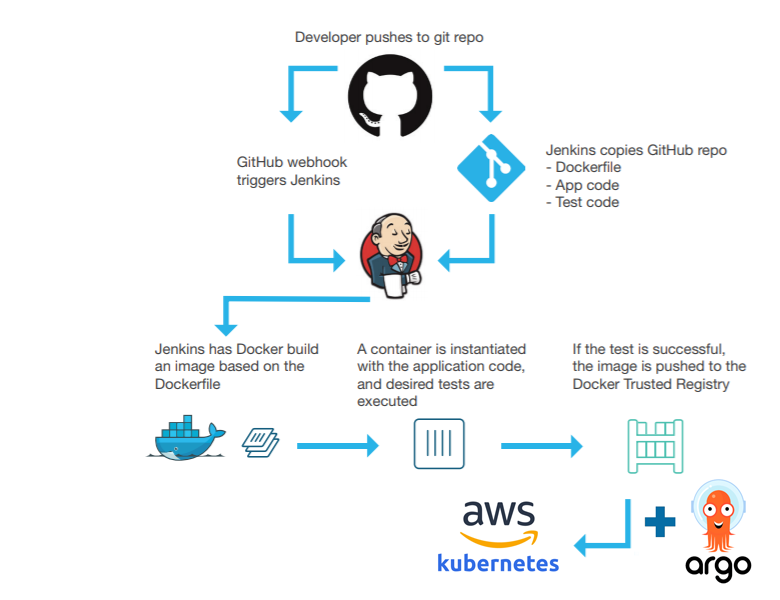 Developer pushes to git repo
GitHub webhook
triggers Jenkins
Jenkins copies GitHub repo
- Dockerfile
- App code
- Test code
Jenkins has Docker build
an image based on the
Dockerfile
A container is instantiated
with the application code,
and desired tests are
executed
If the test is successful,
the image is pushed to the
Docker Trusted Registry
aws
kubernetes
argo